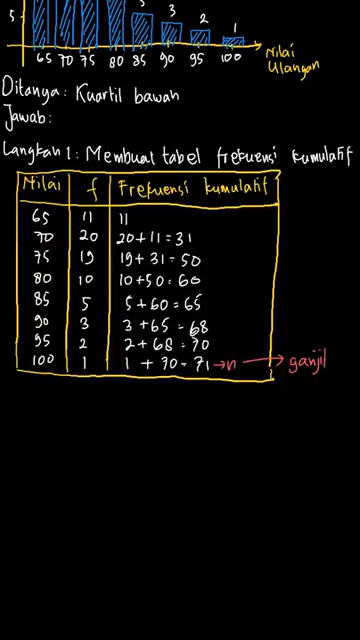 5
5
3
2
1
65 70 75 80 85 90 95 100
Nilai
Ulangan
Ditanya: Kuartil bawah
Jawab:
Langkah 1: Membuat tabel frekuensi kumulatif
Nilai f Frekuensi kumulatif
65 11 11
70 20 20+11=31
75 19 19+31=50
80 10 10+50=60
85 5 5+60=65
90 3 3+65=68
95 2 2+68=70
100 1 1+70=71→n → ganjil